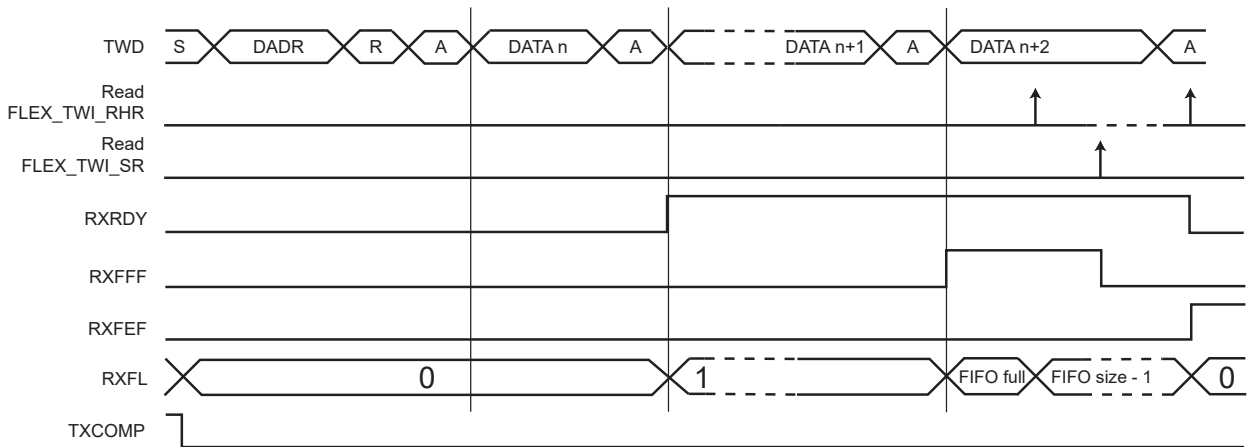 TWD S DADR R A DATA n A DATA n+1 A DATA n+2 A
Read
FLEX_TWI_RHR
Read
FLEX_TWI_SR
RXRDY
RXFFF
RXFEF
RXFL 0 1 FIFO full FIFO size - 1 0
TXCOMP